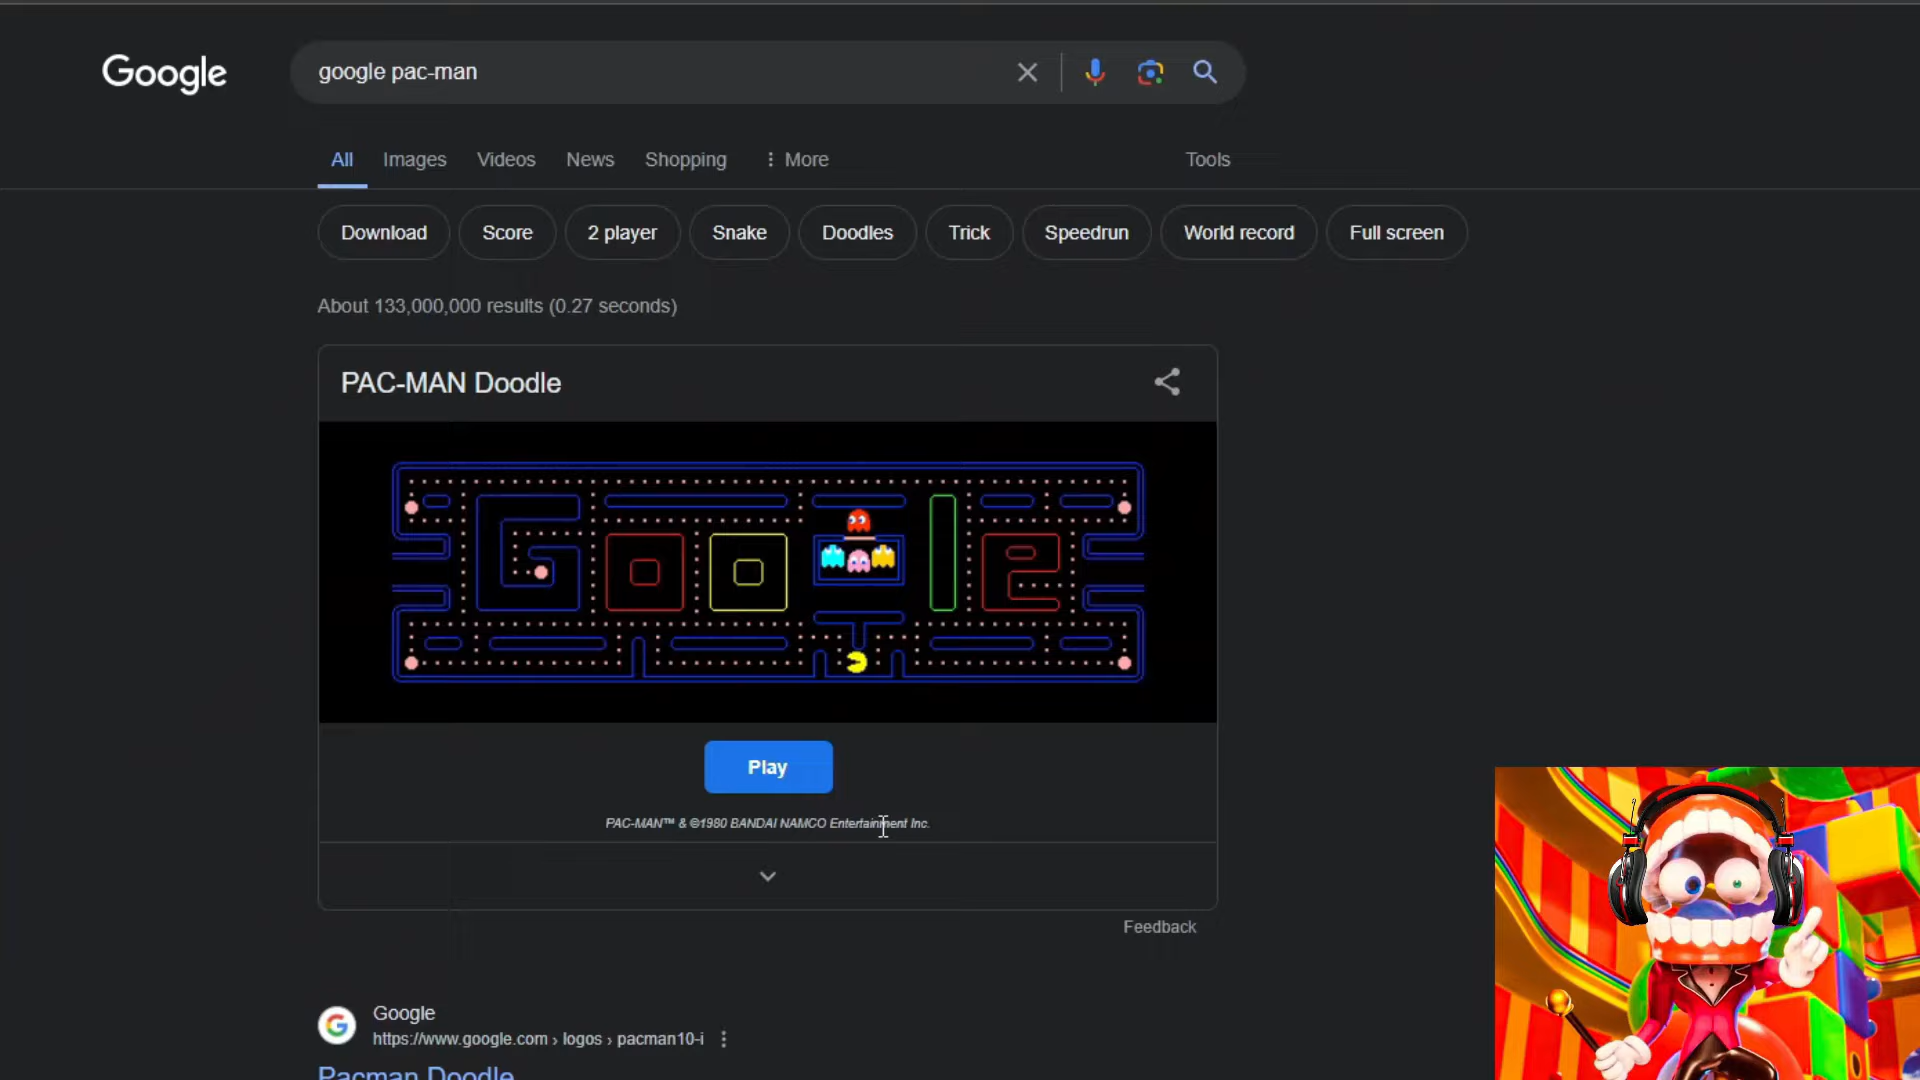 Google
google pac-man
All Images Videos News Shopping More Tools
Download Score 2 player Snake Doodles Trick Speedrun World record Full screen
About 133,000,000 results (0.27 seconds)
PAC-MAN Doodle
Play
PAC-MAN™ & ©1980 BANDAI NAMCO Entertainment Inc.
Feedback
Google
https://www.google.com › logos › pacman10-i
Pacman Doodle